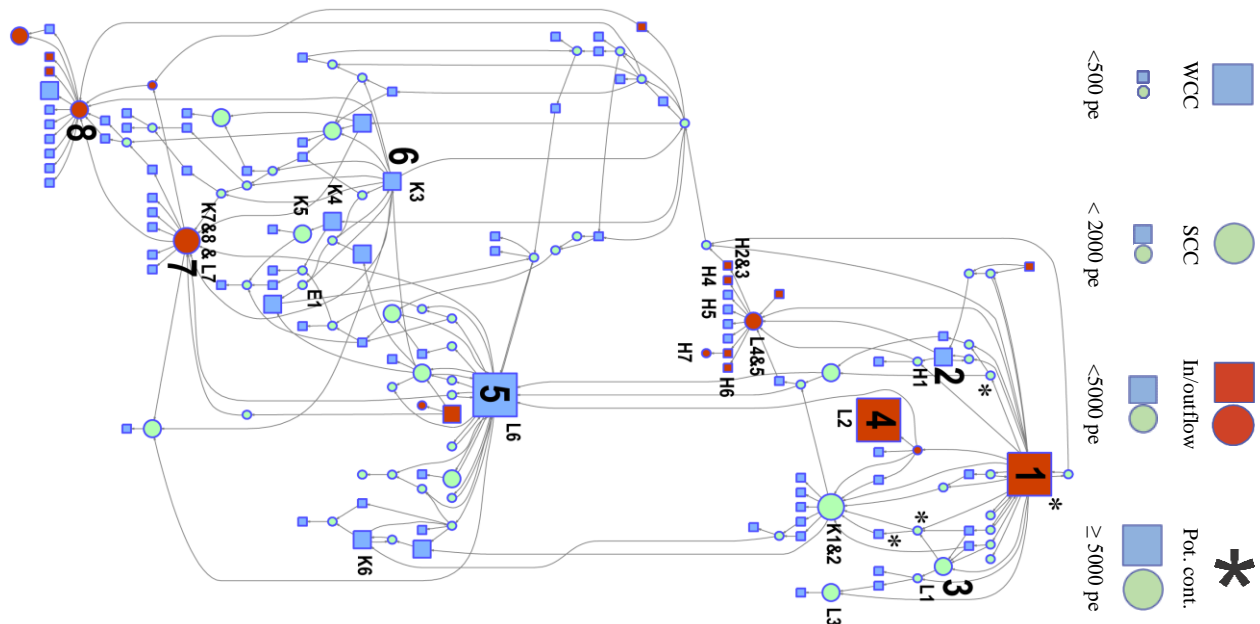 WCC
SCC
In/outflow
Pot. cont.
*
<500 pe
< 2000 pe
<5000 pe
≥ 5000 pe
1
*
*
2
H1
3
L1
*
*
4
L2
K1&2
L3
L4&5
H2&3
H4
H5
H6
H7
5
L6
6
K3
K6
K4
K5
E1
K7&8 & L7
7
8